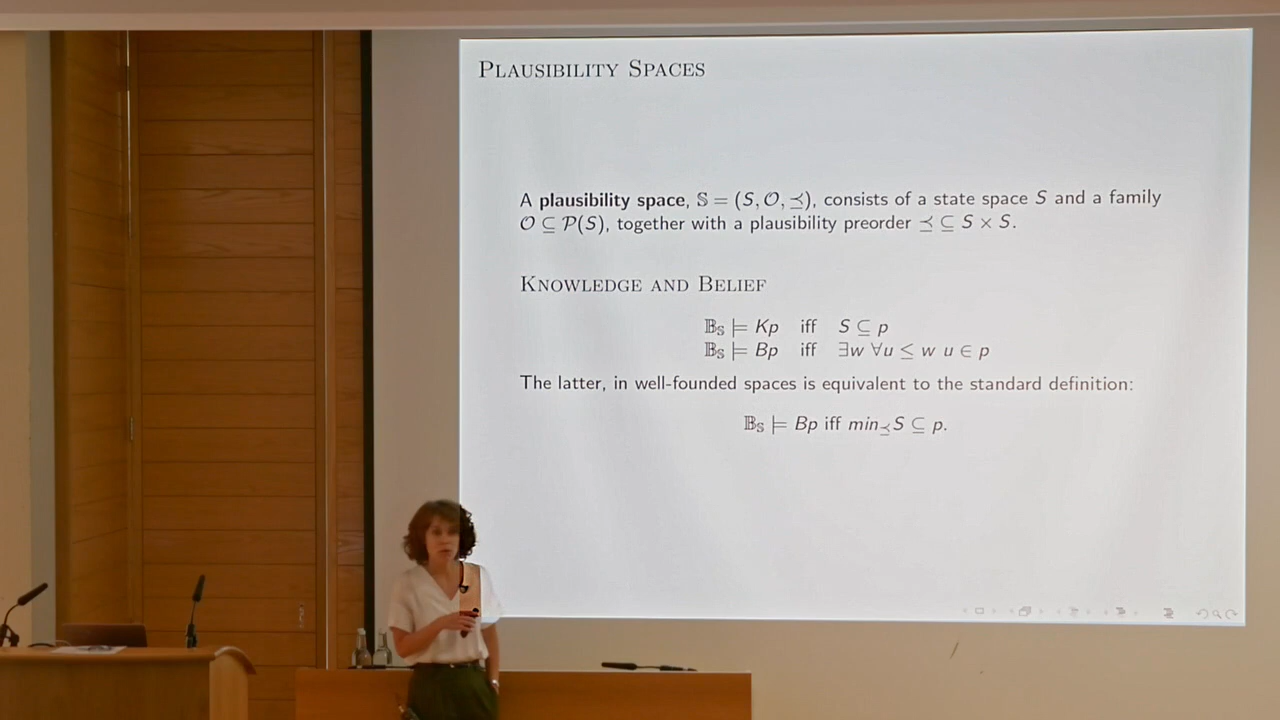 PLAUSIBILITY SPACES
A plausibility space, 𝕊 = (S, 𝒪, ⪯), consists of a state space S and a family
𝒪 ⊆ 𝒫(S), together with a plausibility preorder ⪯ ⊆ S × S.
KNOWLEDGE AND BELIEF
𝔹𝕊 ⊨ Kp iff S ⊆ p
𝔹𝕊 ⊨ Bp iff ∃w ∀u ≤ w u ∈ p
The latter, in well-founded spaces is equivalent to the standard definition:
𝔹𝕊 ⊨ Bp iff min⪯S ⊆ p.